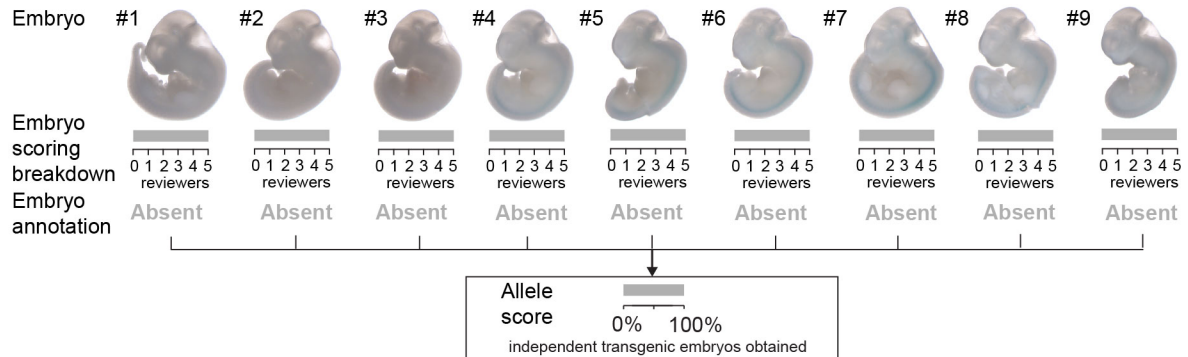 Embryo #1 #2 #3 #4 #5 #6 #7 #8 #9
Embryo
scoring
breakdown
0 1 2 3 4 5 0 1 2 3 4 5 0 1 2 3 4 5 0 1 2 3 4 5 0 1 2 3 4 5 0 1 2 3 4 5 0 1 2 3 4 5 0 1 2 3 4 5 0 1 2 3 4 5
reviewers reviewers reviewers reviewers reviewers reviewers reviewers reviewers reviewers
Embryo
annotation
Absent Absent Absent Absent Absent Absent Absent Absent Absent
Allele
score
0% 100%
independent transgenic embryos obtained